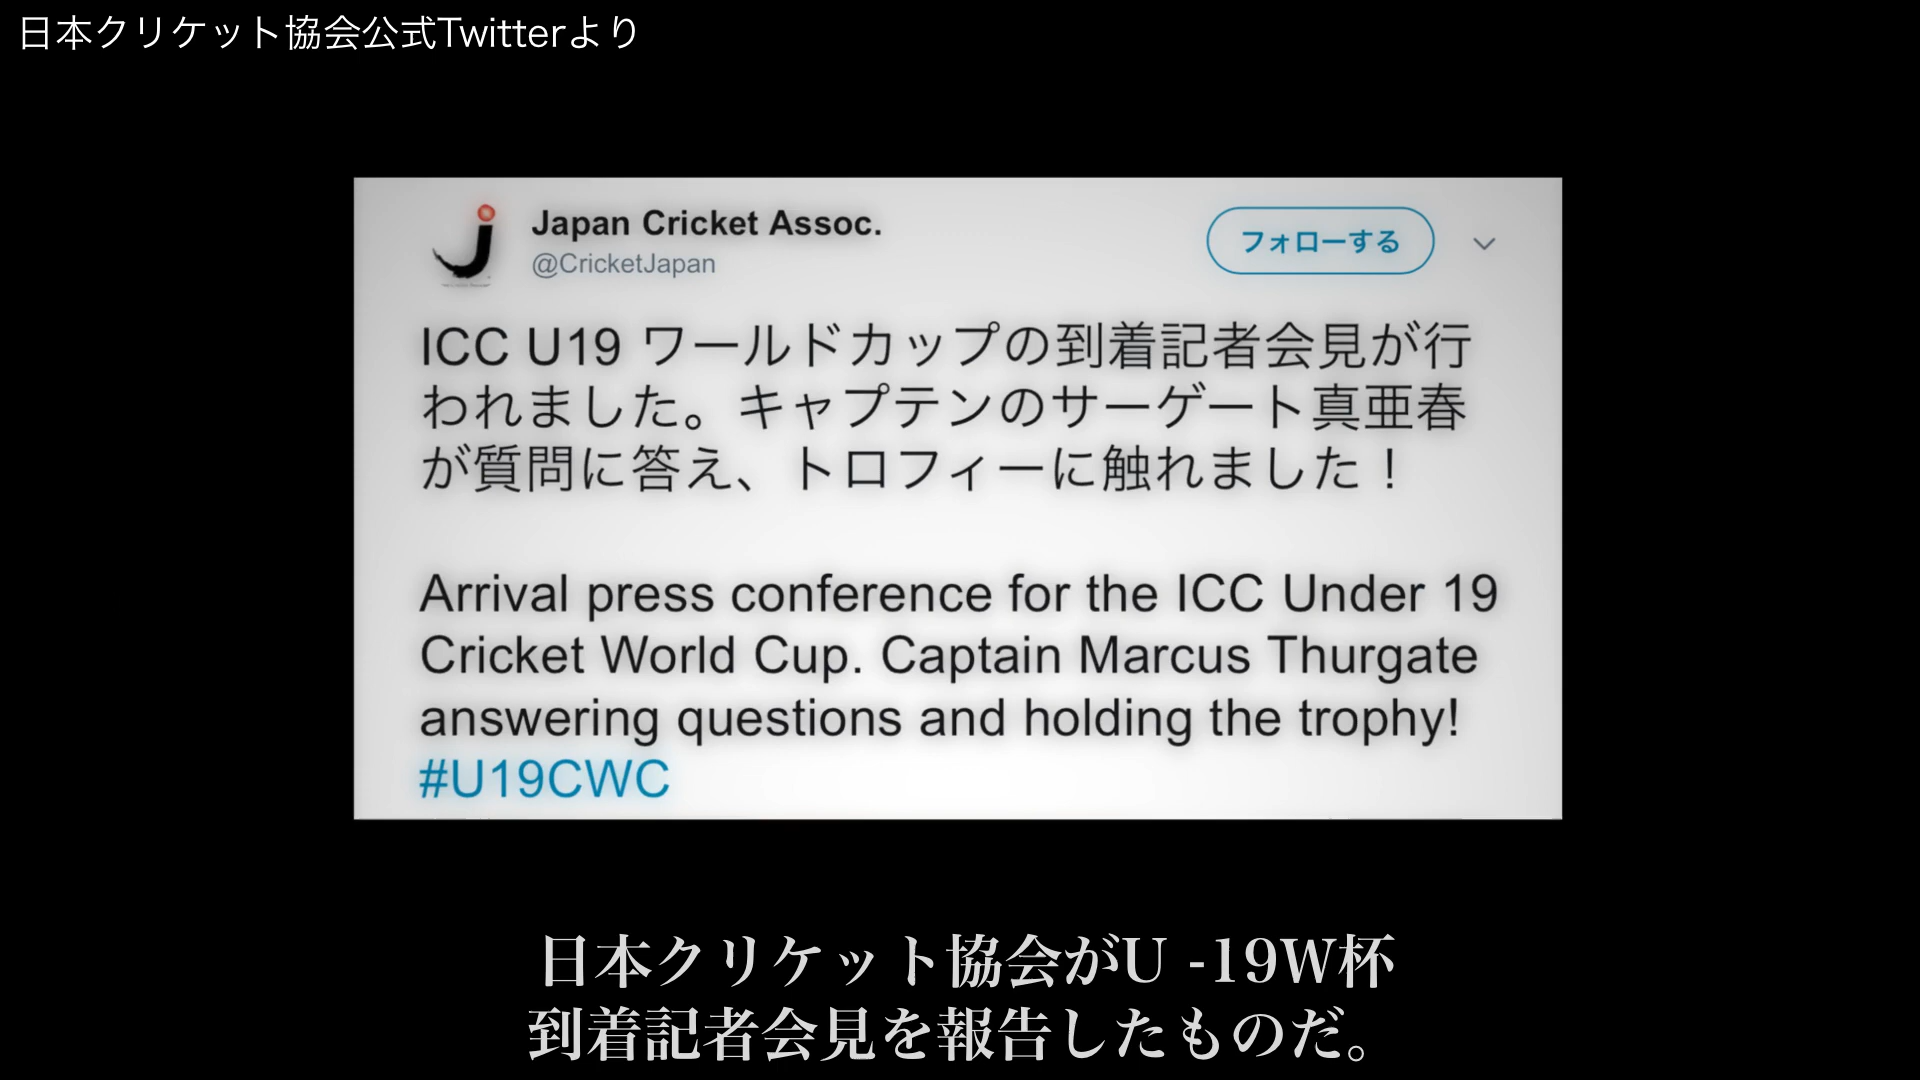 日本クリケット協会公式Twitterより
Japan Cricket Assoc.
@CricketJapan
フォローする
ICC U19 ワールドカップの到着記者会見が行
われました。キャプテンのサーゲート真亜春
が質問に答え、トロフィーに触れました！
Arrival press conference for the ICC Under 19
Cricket World Cup. Captain Marcus Thurgate
answering questions and holding the trophy!
#U19CWC
日本クリケット協会がU -19W杯
到着記者会見を報告したものだ。